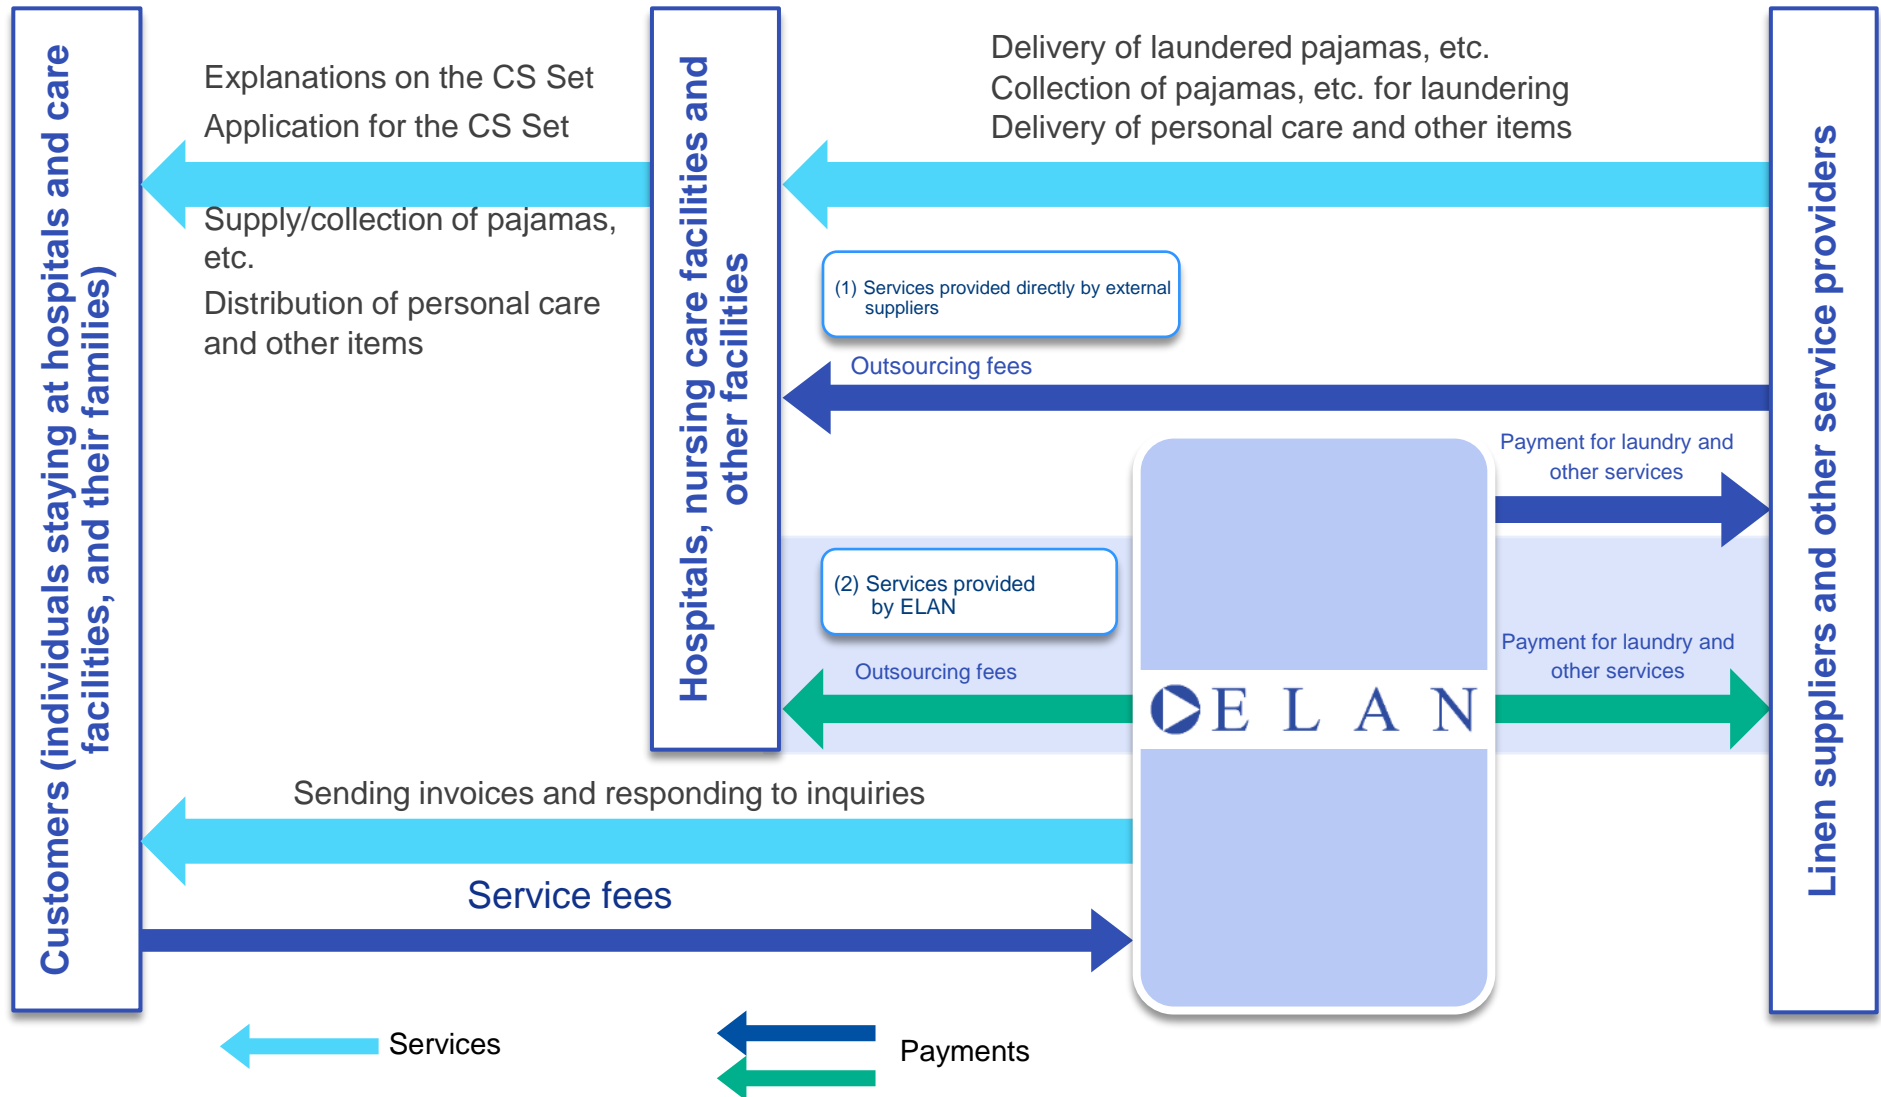 Customers (individuals staying at hospitals and care
facilities, and their families)
Explanations on the CS Set
Application for the CS Set
Supply/collection of pajamas,
etc.
Distribution of personal care
and other items
Hospitals, nursing care facilities and
other facilities
Delivery of laundered pajamas, etc.
Collection of pajamas, etc. for laundering
Delivery of personal care and other items
(1) Services provided directly by external
suppliers
Outsourcing fees
Payment for laundry and
other services
(2) Services provided
by ELAN
Outsourcing fees
Payment for laundry and
other services
ELAN
Linen suppliers and other service providers
Sending invoices and responding to inquiries
Service fees
Services
Payments